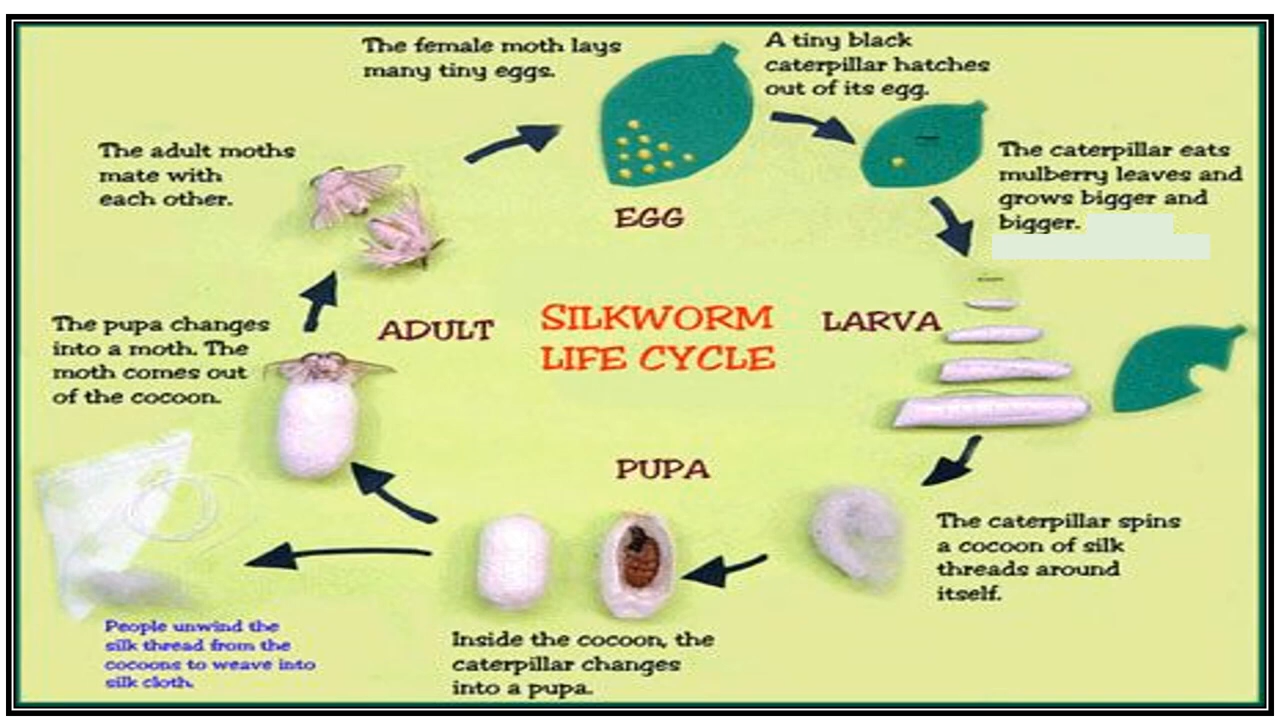 The female moth lays
many tiny eggs.
A tiny black
caterpillar hatches
out of its egg.
The caterpillar eats
mulberry leaves and
grows bigger and
bigger.
The adult moths
mate with
each other.
EGG
SILKWORM
LIFE CYCLE
ADULT
LARVA
The pupa changes
into a moth. The
moth comes out
of the cocoon.
PUPA
The caterpillar spins
a cocoon of silk
threads around
itself.
People unwind the
silk thread from the
cocoons to weave into
silk cloth.
Inside the cocoon, the
caterpillar changes
into a pupa.